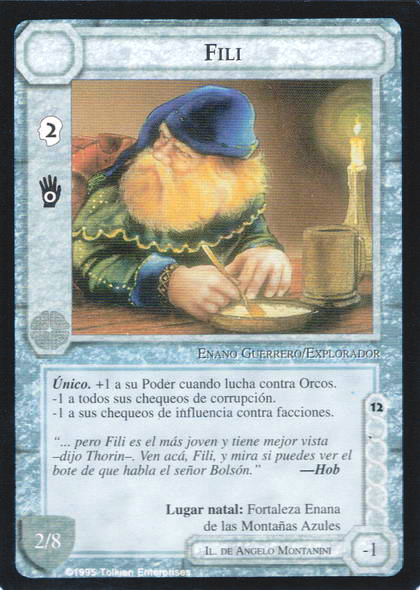 FILI
2
ENANO GUERRERO/EXPLORADOR
Único. +1 a su Poder cuando lucha contra Orcos.
-1 a todos sus chequeos de corrupción.
-1 a sus chequeos de influencia contra facciones.
12
“... pero Fili es el más joven y tiene mejor vista
–dijo Thorin–. Ven acá, Fili, y mira si puedes ver el
bote de que habla el señor Bolsón.” —Hob
Lugar natal: Fortaleza Enana
de las Montañas Azules
2/8
IL. DE ANGELO MONTANINI
-1
©1995 Tolkien Enterprises